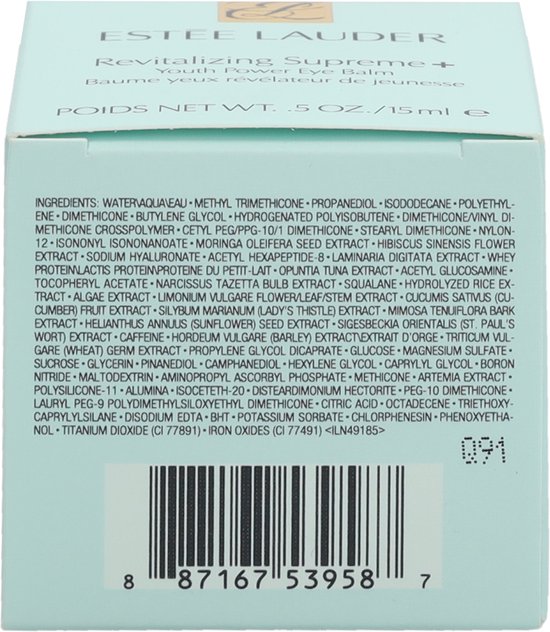 ESTĒE LAUDER
Revitalizing Supreme+
Youth Power Eye Balm
Baume yeux révélateur de jeunesse
POIDS NET WT. .5 OZ./15ml e
INGREDIENTS: WATER\AQUA\EAU • METHYL TRIMETHICONE • PROPANEDIOL • ISODODECANE • POLYETHYL-
ENE • DIMETHICONE • BUTYLENE GLYCOL • HYDROGENATED POLYISOBUTENE • DIMETHICONE/VINYL DI-
METHICONE CROSSPOLYMER • CETYL PEG/PPG-10/1 DIMETHICONE • STEARYL DIMETHICONE • NYLON-
12 • ISONONYL ISONONANOATE • MORINGA OLEIFERA SEED EXTRACT • HIBISCUS SINENSIS FLOWER
EXTRACT • SODIUM HYALURONATE • ACETYL HEXAPEPTIDE-8 • LAMINARIA DIGITATA EXTRACT • WHEY
PROTEIN\LACTIS PROTEIN\PROTÉINE DU PETIT-LAIT • OPUNTIA TUNA EXTRACT • ACETYL GLUCOSAMINE •
TOCOPHERYL ACETATE • NARCISSUS TAZETTA BULB EXTRACT • SQUALANE • HYDROLYZED RICE EX-
TRACT • ALGAE EXTRACT • LIMONIUM VULGARE FLOWER/LEAF/STEM EXTRACT • CUCUMIS SATIVUS (CU-
CUMBER) FRUIT EXTRACT • SILYBUM MARIANUM (LADY'S THISTLE) EXTRACT • MIMOSA TENUIFLORA BARK
EXTRACT • HELIANTHUS ANNUUS (SUNFLOWER) SEED EXTRACT • SIGESBECKIA ORIENTALIS (ST. PAUL'S
WORT) EXTRACT • CAFFEINE • HORDEUM VULGARE (BARLEY) EXTRACT\EXTRAIT D'ORGE • TRITICUM VUL-
GARE (WHEAT) GERM EXTRACT • PROPYLENE GLYCOL DICAPRATE • GLUCOSE • MAGNESIUM SULFATE •
SUCROSE • GLYCERIN • PINANEDIOL • CAMPHANEDIOL • HEXYLENE GLYCOL • CAPRYLYL GLYCOL • BORON
NITRIDE • MALTODEXTRIN • AMINOPROPYL ASCORBYL PHOSPHATE • METHICONE • ARTEMIA EXTRACT •
POLYSILICONE-11 • ALUMINA • ISOCETETH-20 • DISTEARDIMONIUM HECTORITE • PEG-10 DIMETHICONE •
LAURYL PEG-9 POLYDIMETHYLSILOXYETHYL DIMETHICONE • CITRIC ACID • OCTADECENE • TRIETHOXY-
CAPRYLYLSILANE • DISODIUM EDTA • BHT • POTASSIUM SORBATE • CHLORPHENESIN • PHENOXYETHA-
NOL • TITANIUM DIOXIDE (CI 77891) • IRON OXIDES (CI 77491) <ILN49185>
Q91
8 87167 53958 7